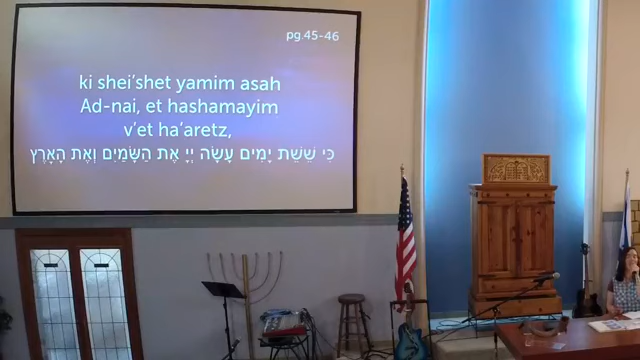 pg.45-46
ki shei'shet yamim asah
Ad-nai, et hashamayim
v'et ha'aretz,
כִּי שֵׁשֶׁת יָמִים עָשָׂה יְיָ אֶת הַשָּׁמַיִם וְאֶת הָאָרֶץ